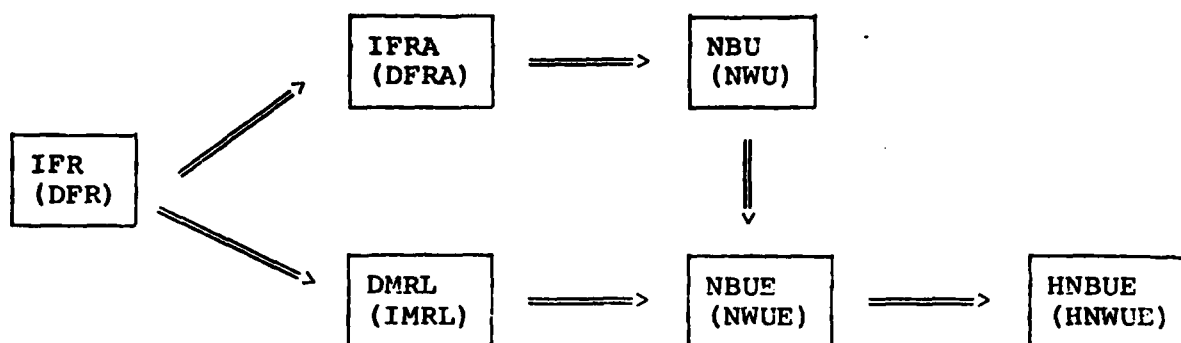 IFRA
(DFRA)
NBU
(NWU)
IFR
(DFR)
DMRL
(IMRL)
NBUE
(NWUE)
HNBUE
(HNWUE)